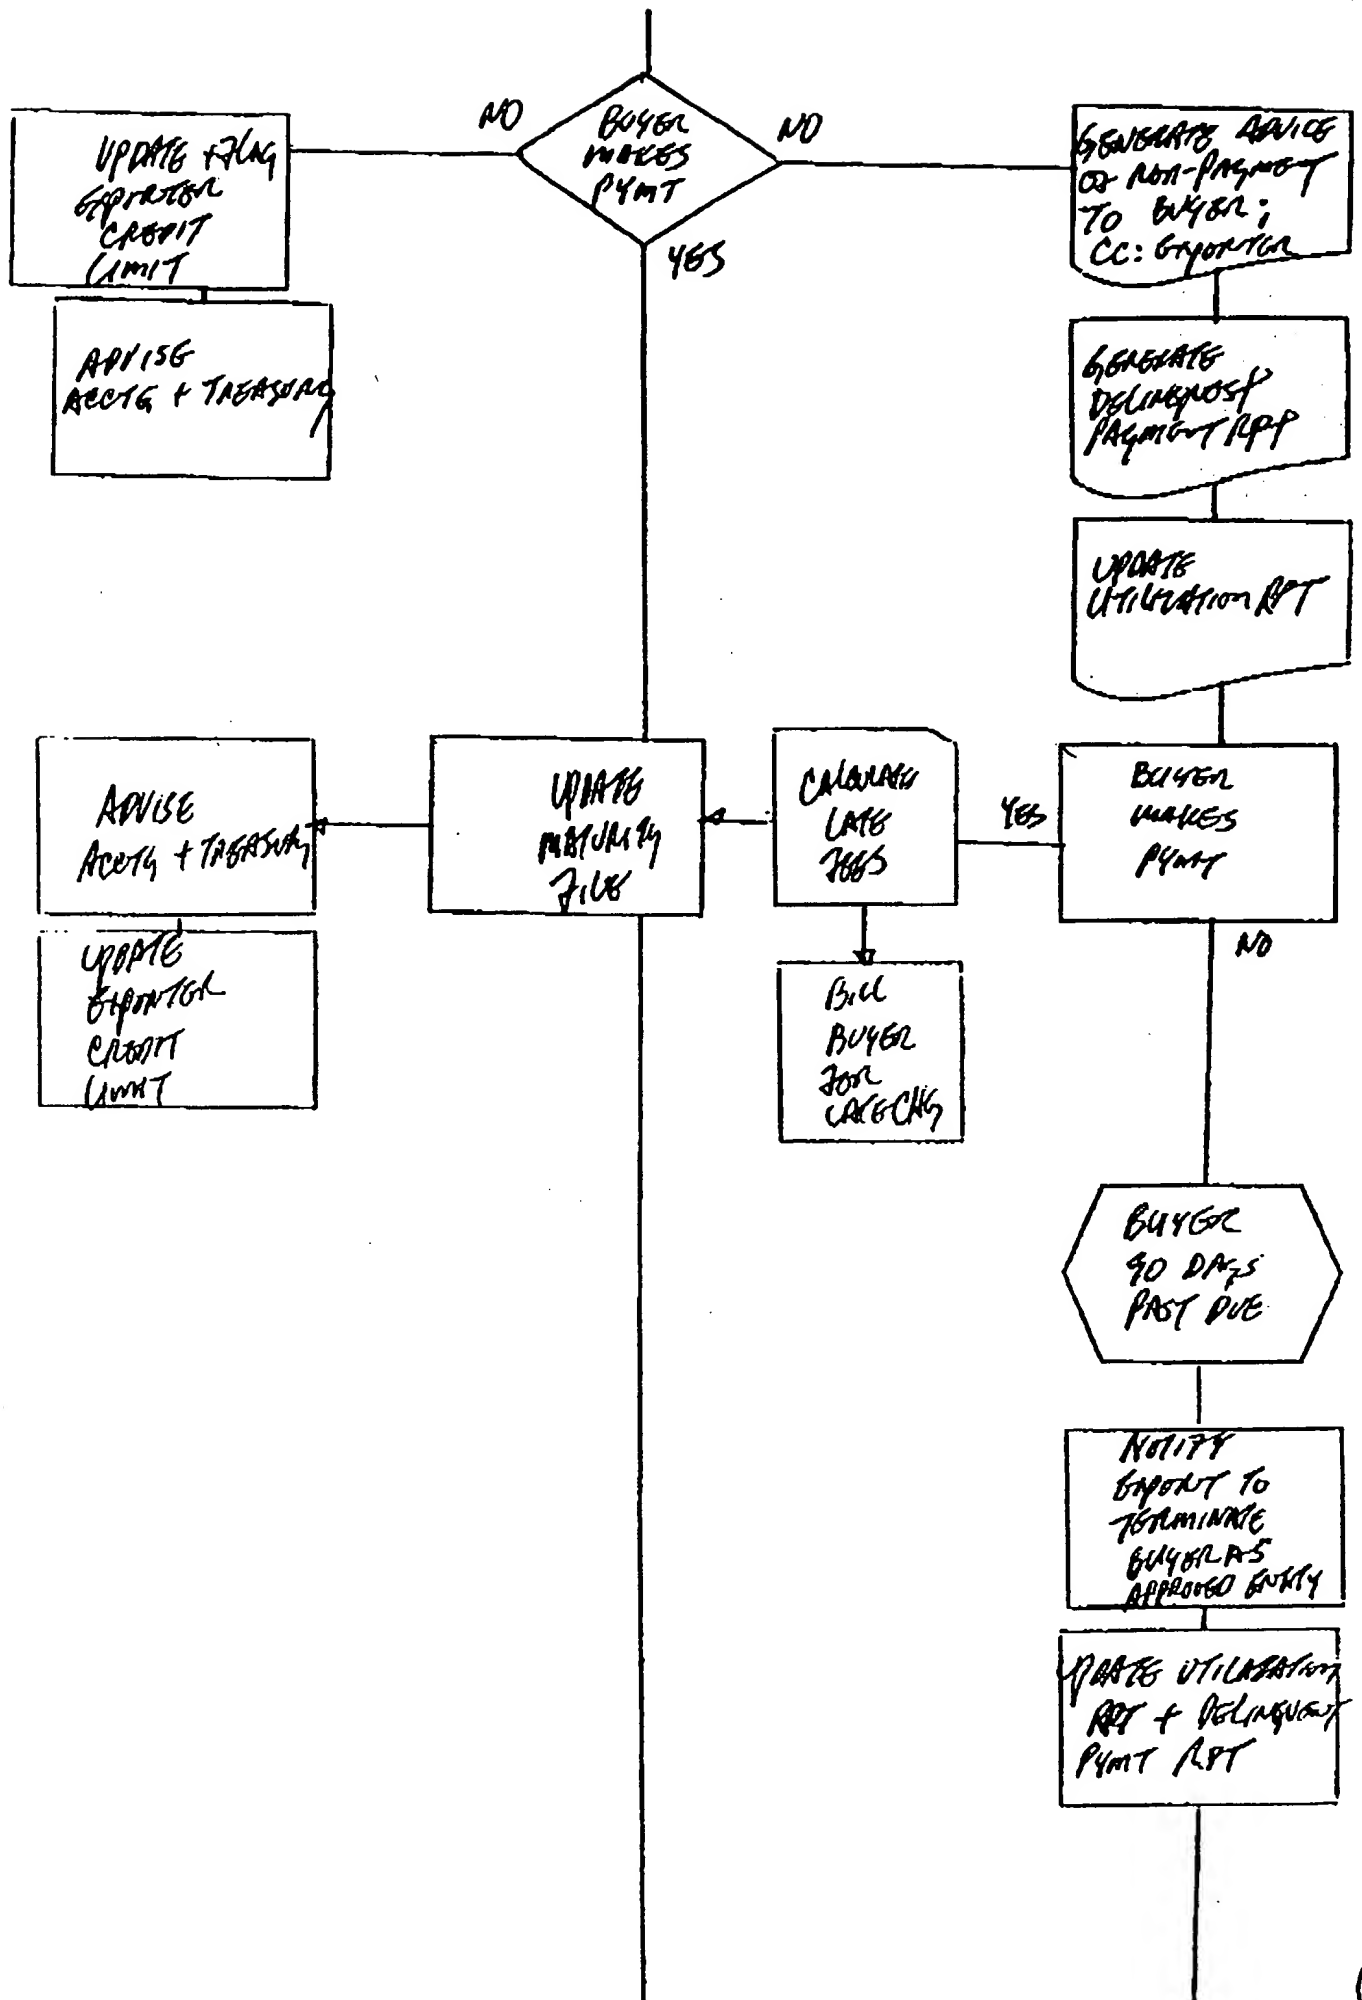 NO
BUYER
MAKES
PYMT
NO
YES
UPDATE + FLAG
EXPORTER
CREDIT
LIMIT
ADVISE
ACCTG + TREASURY
GENERATE ADVICE
OF NON-PAYMENT
TO BUYER;
CC: EXPORTER
GENERATE
DELINQUENT
PAYMENT RPT
UPDATE
UTILIZATION RPT
BUYER
MAKES
PYMT
YES
NO
CALCULATE
LATE
FEES
BILL
BUYER
FOR
LATE CHG
UPDATE
MATURITY
FILE
ADVISE
ACCTG + TREASURY
UPDATE
EXPORTER
CREDIT
LIMIT
BUYER
90 DAYS
PAST DUE
NOTIFY
EXPORT TO
TERMINATE
BUYER AS
APPROVED ENTITY
UPDATE UTILIZATION
RPT + DELINQUENT
PYMT RPT